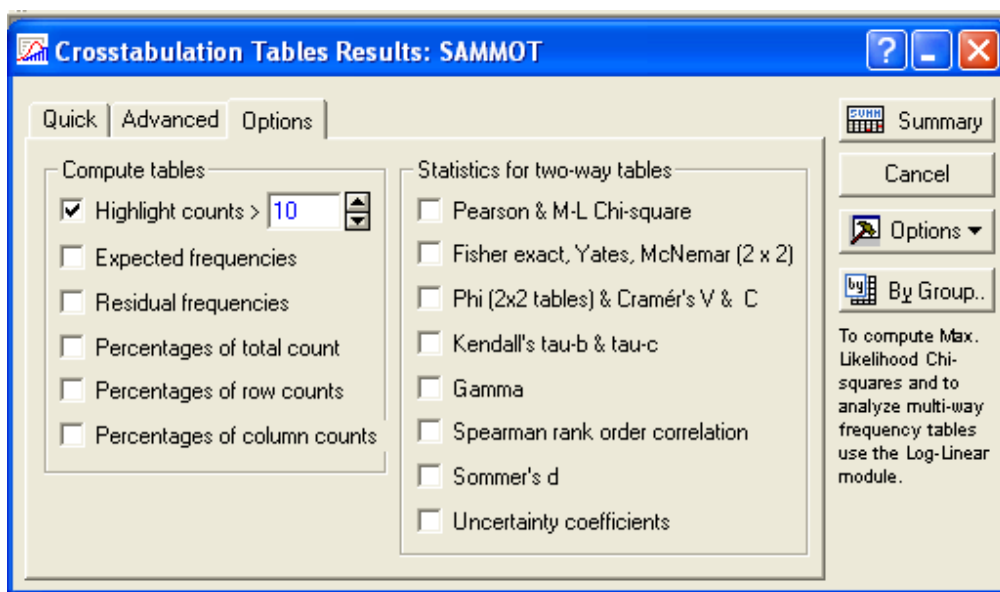 Crosstabulation Tables Results: SAMMOT
Quick
Advanced
Options
Compute tables
Highlight counts > 10
Expected frequencies
Residual frequencies
Percentages of total count
Percentages of row counts
Percentages of column counts
Statistics for two-way tables
Pearson & M-L Chi-square
Fisher exact, Yates, McNemar (2 x 2)
Phi (2x2 tables) & Cramér's V & C
Kendall's tau-b & tau-c
Gamma
Spearman rank order correlation
Sommer's d
Uncertainty coefficients
SUMM
Summary
Cancel
Options
by
By Group..
To compute Max.
Likelihood Chi-
squares and to
analyze multi-way
frequency tables
use the Log-Linear
module.